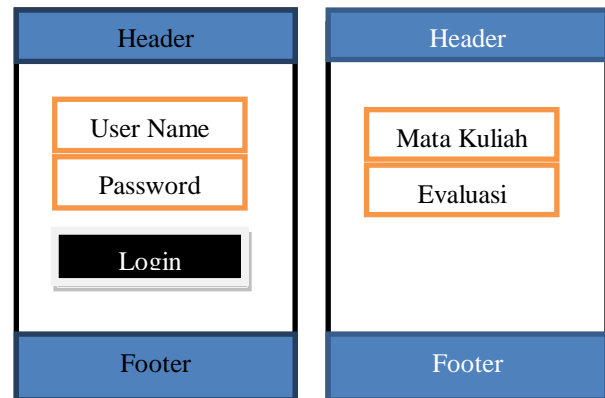 Header
User Name
Password
Login
Footer
Header
Mata Kuliah
Evaluasi
Footer